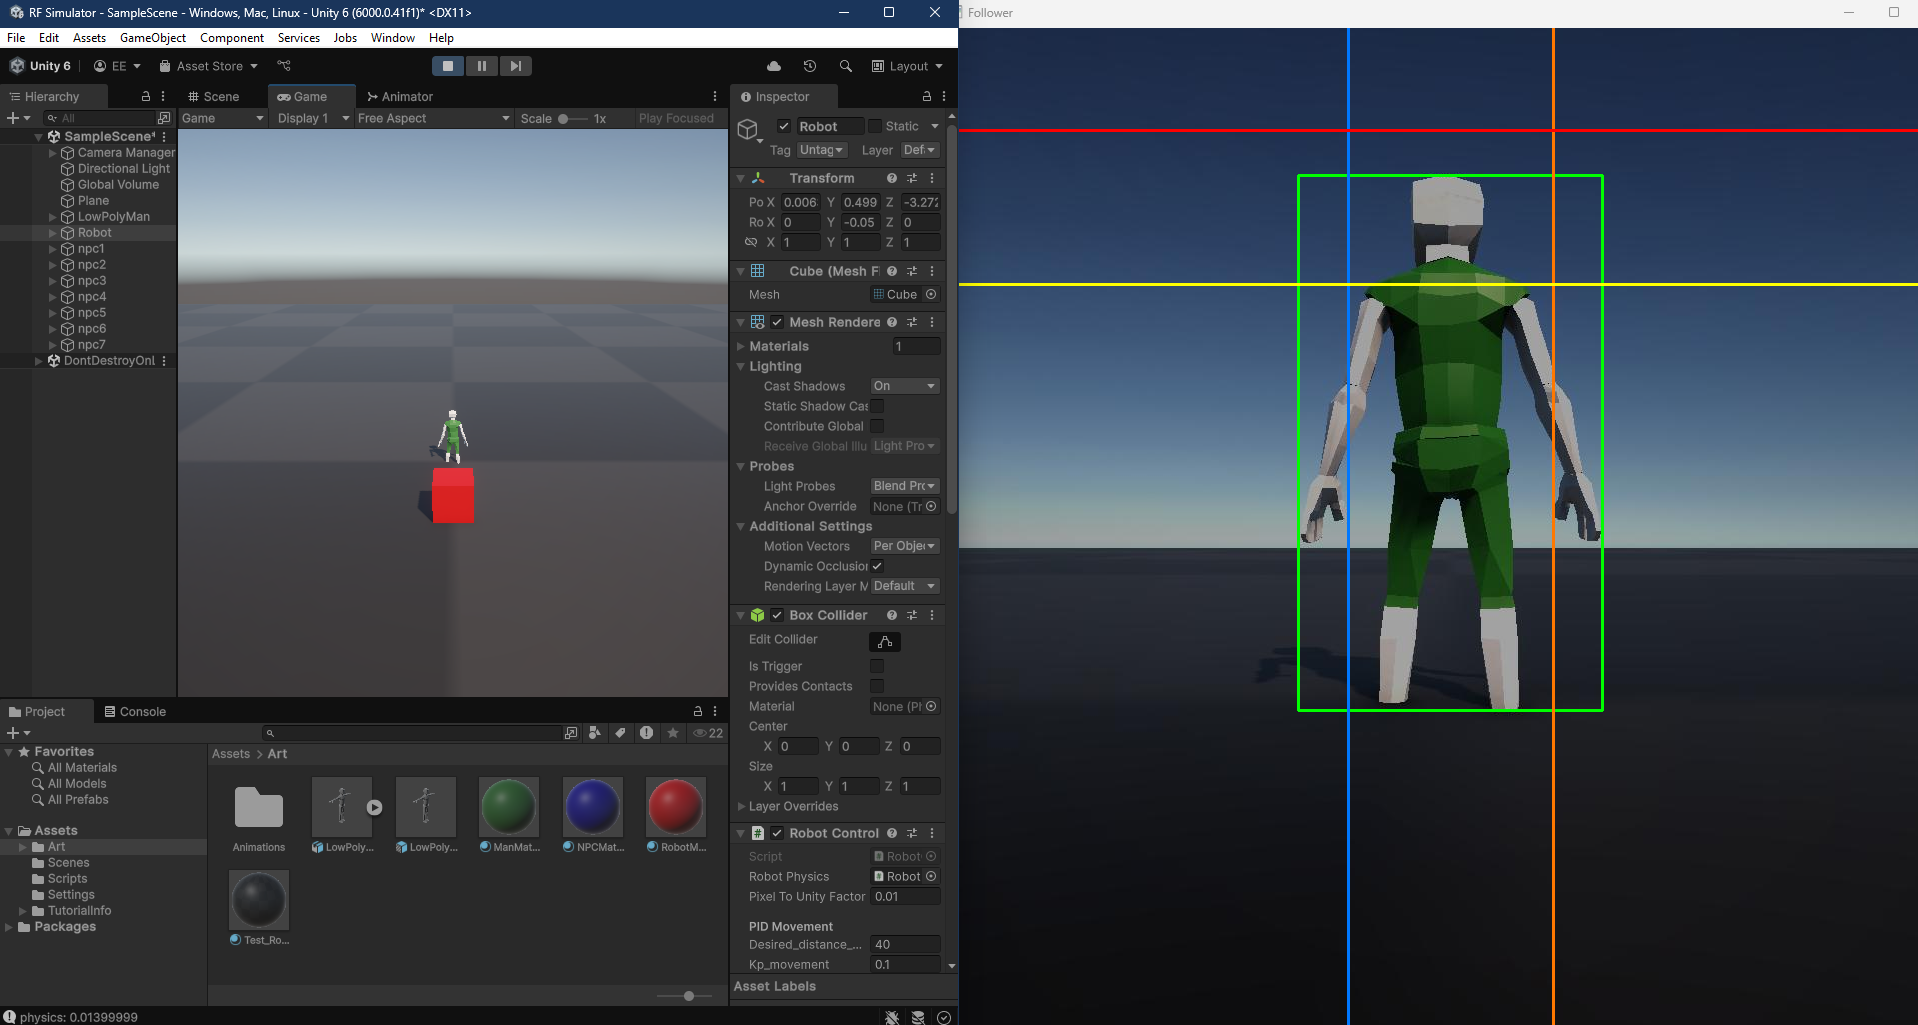 RF Simulator - SampleScene - Windows, Mac, Linux - Unity 6 (6000.0.41f1)* <DX11>
File Edit Assets GameObject Component Services Jobs Window Help
Unity 6 EE Asset Store Layout
Hierarchy
All
SampleScene*
Camera Manager
Directional Light
Global Volume
Plane
LowPolyMan
Robot
npc1
npc2
npc3
npc4
npc5
npc6
npc7
DontDestroyOnL
Scene Game Animator
Game Display 1 Free Aspect Scale 1x Play Focused
Inspector
Robot Static
Tag Untag Layer Def
Transform
Po X 0.006 Y 0.499 Z -3.272
Ro X 0 Y -0.05 Z 0
X 1 Y 1 Z 1
Cube (Mesh F
Mesh Cube
Mesh Rendere
Materials 1
Lighting
Cast Shadows On
Static Shadow Cas
Contribute Global
Receive Global Illu Light Pro
Probes
Light Probes Blend Pro
Anchor Override None (Tr
Additional Settings
Motion Vectors Per Obje
Dynamic Occlusion
Rendering Layer M Default
Box Collider
Edit Collider
Is Trigger
Provides Contacts
Material None (Ph
Center
X 0 Y 0 Z 0
Size
X 1 Y 1 Z 1
Layer Overrides
Robot Control
Script Robot
Robot Physics Robot
Pixel To Unity Factor 0.01
PID Movement
Desired_distance_... 40
Kp_movement 0.1
Asset Labels
Project Console
22
Favorites
All Materials
All Models
All Prefabs
Assets
Art
Scenes
Scripts
Settings
TutorialInfo
Packages
Assets > Art
Animations LowPoly... LowPoly... ManMat... NPCMat... RobotM...
Test_Ro...
physics: 0.01399999
Follower